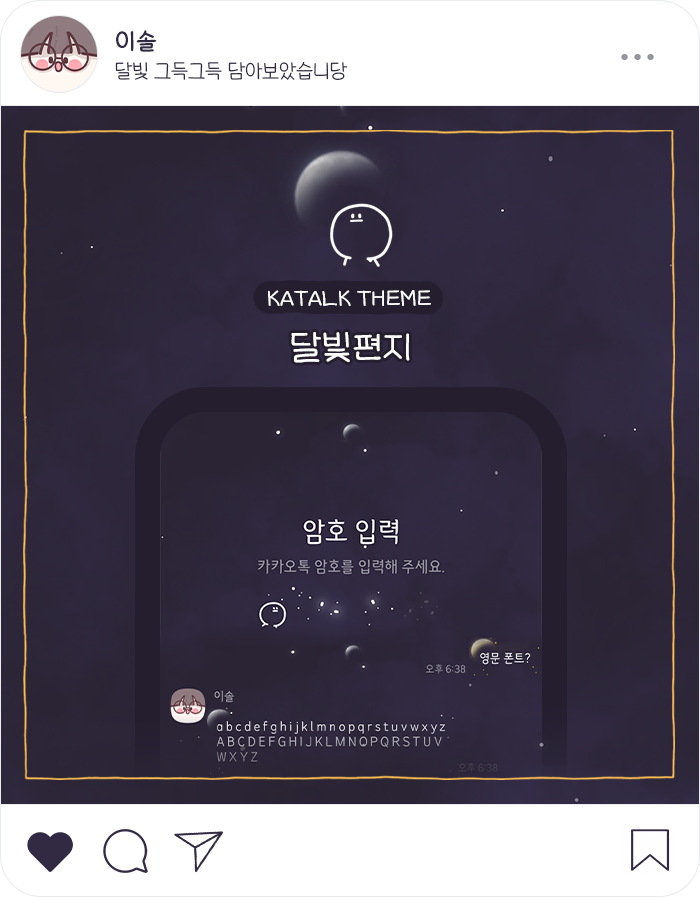 이솔
달빛 그득그득 담아보았습니당
KATALK THEME
달빛편지
암호 입력
카카오톡 암호를 입력해 주세요.
영문 폰트?
오후 6:38
이솔
abcdefghijklmnopqrstuvwxyz
ABCDEFGHIJKLMNOPQRSTUV
WXYZ
오후 6:38